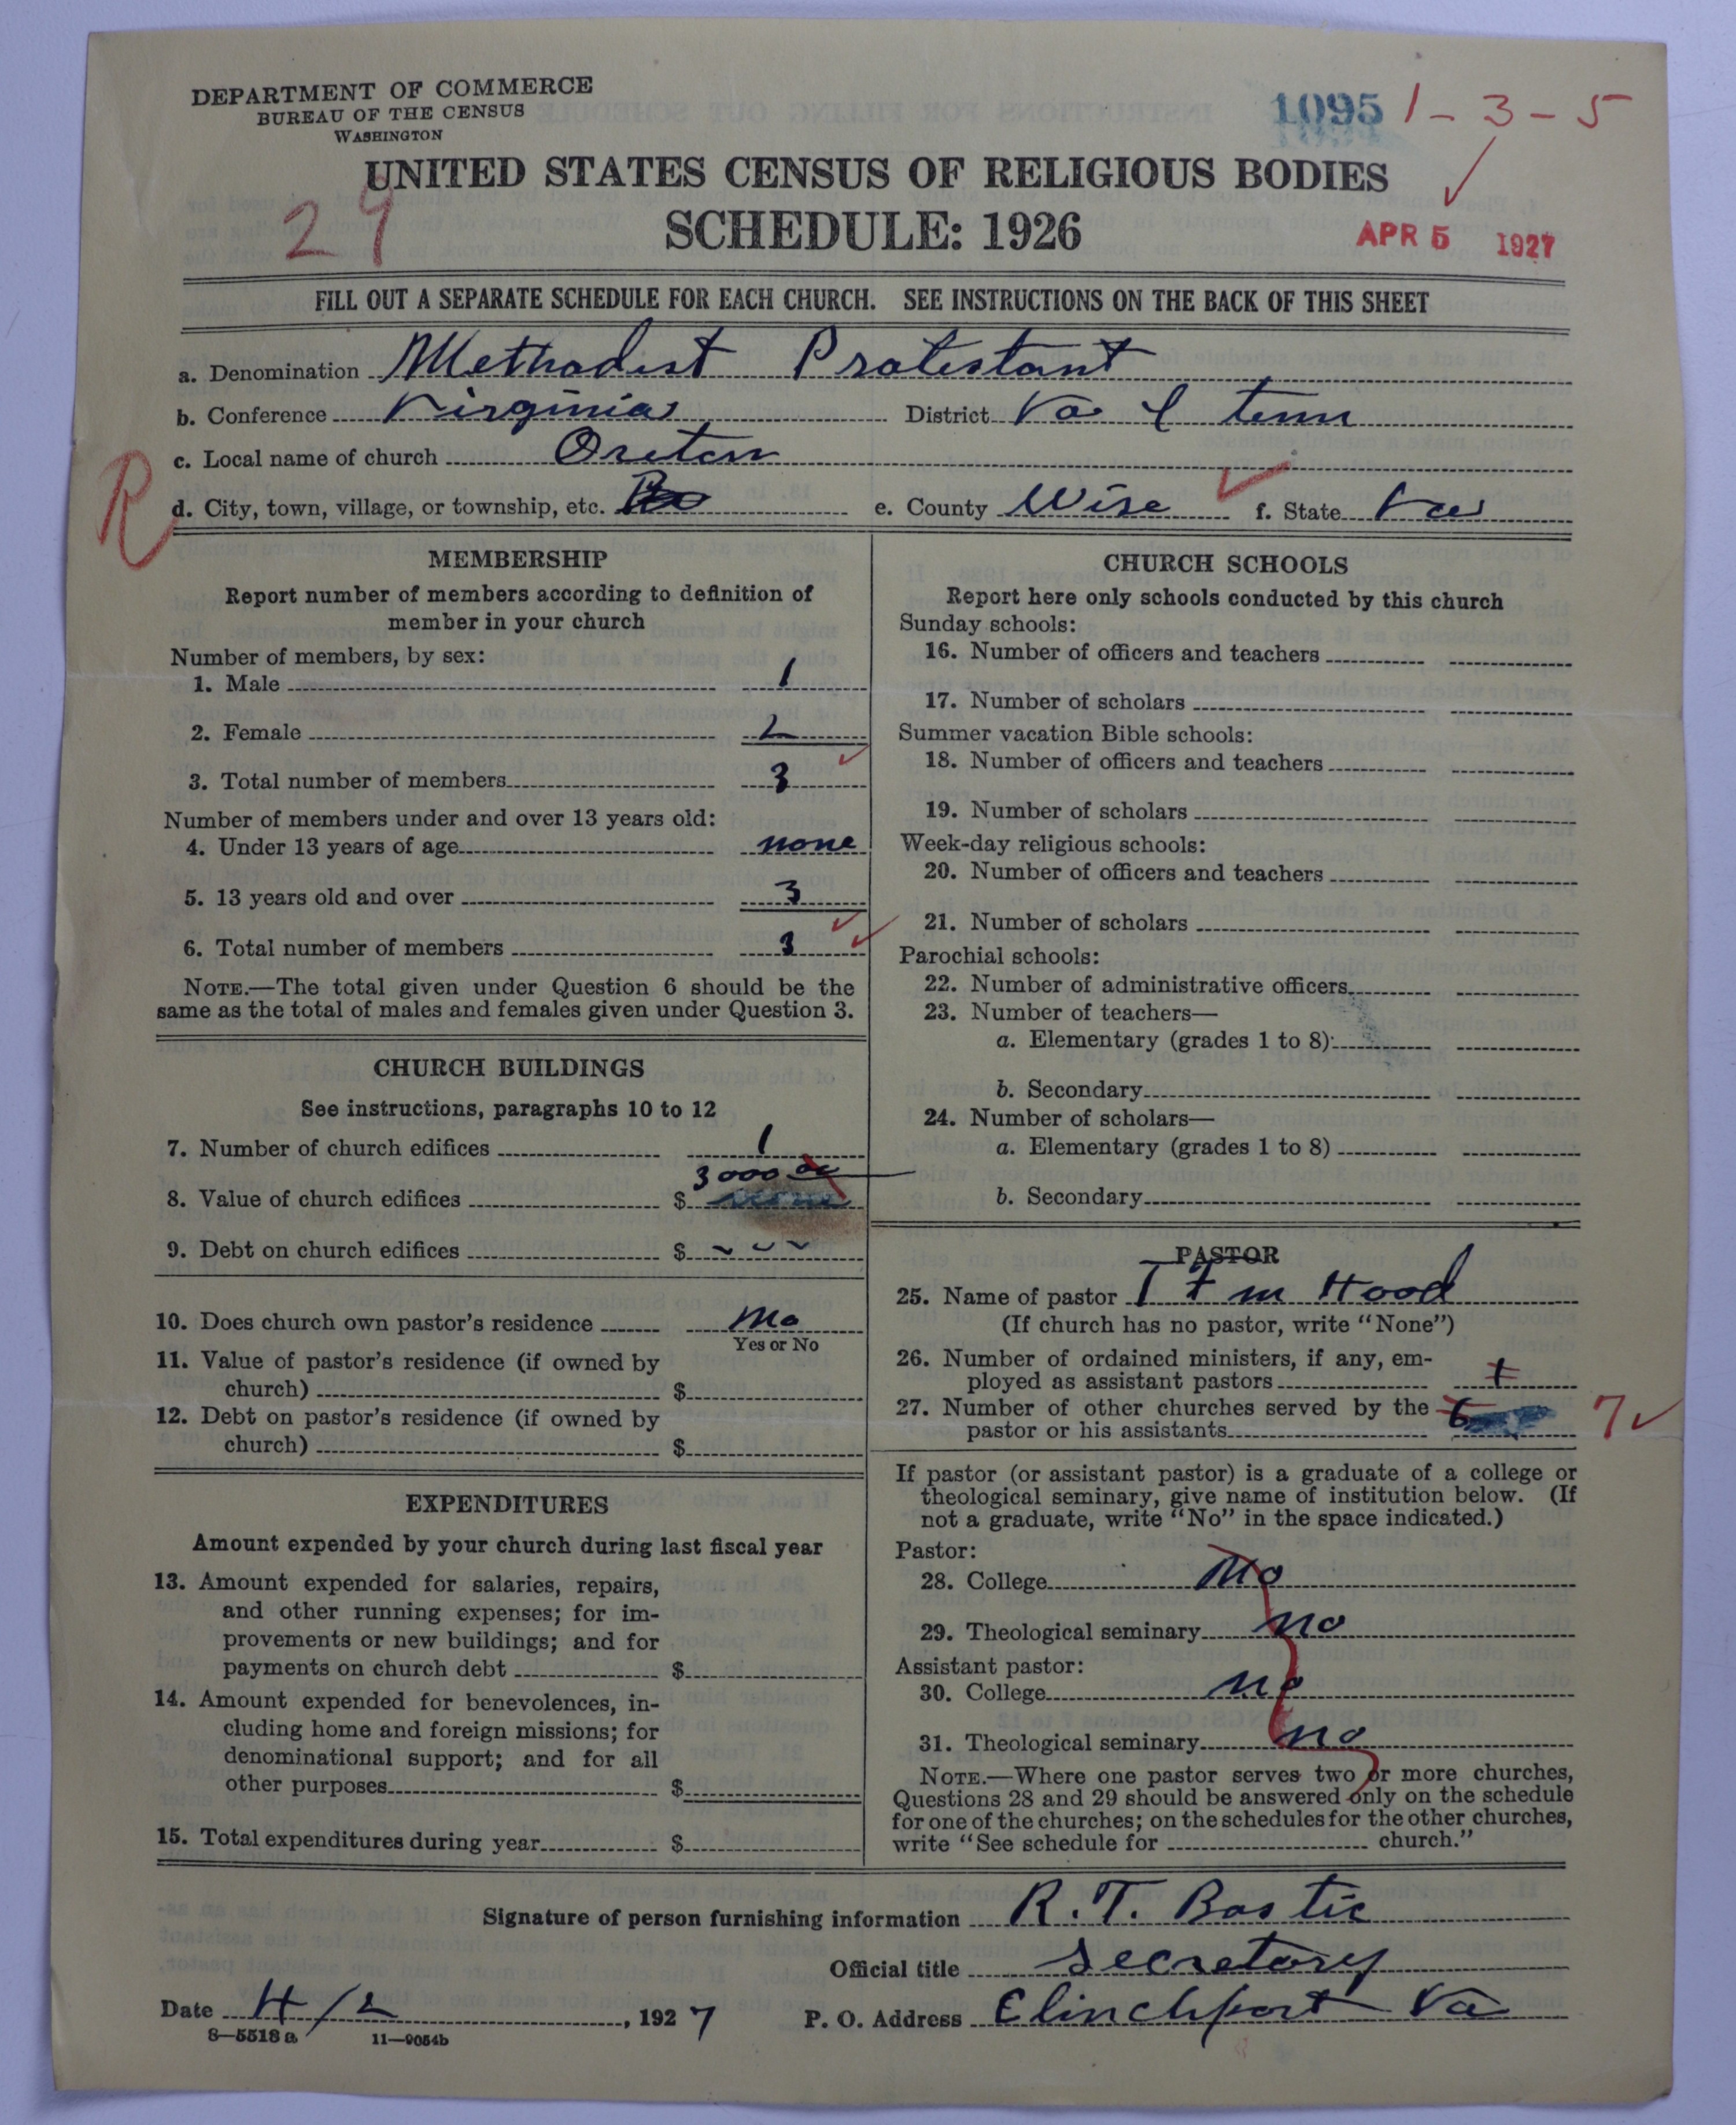 DEPARTMENT OF COMMERCE
BUREAU OF THE CENSUS
WASHINGTON
1095 1-3-5
UNITED STATES CENSUS OF RELIGIOUS BODIES
29
SCHEDULE: 1926
APR 5 1927
FILL OUT A SEPARATE SCHEDULE FOR EACH CHURCH. SEE INSTRUCTIONS ON THE BACK OF THIS SHEET
a. Denomination Methodist Protestant
b. Conference Virginia District Va & tenn
c. Local name of church Oreton
R
d. City, town, village, or township, etc. e. County Wise f. State Va
MEMBERSHIP
Report number of members according to definition of
member in your church
Number of members, by sex:
1. Male 1
2. Female 2
3. Total number of members 3
Number of members under and over 13 years old:
4. Under 13 years of age none
5. 13 years old and over 3
6. Total number of members 3
NOTE.—The total given under Question 6 should be the
same as the total of males and females given under Question 3.
CHURCH BUILDINGS
See instructions, paragraphs 10 to 12
7. Number of church edifices 1
3000 00
8. Value of church edifices $
9. Debt on church edifices $
10. Does church own pastor's residence No
Yes or No
11. Value of pastor's residence (if owned by
church) $
12. Debt on pastor's residence (if owned by
church) $
EXPENDITURES
Amount expended by your church during last fiscal year
13. Amount expended for salaries, repairs,
and other running expenses; for im-
provements or new buildings; and for
payments on church debt $
14. Amount expended for benevolences, in-
cluding home and foreign missions; for
denominational support; and for all
other purposes $
15. Total expenditures during year $
CHURCH SCHOOLS
Report here only schools conducted by this church
Sunday schools:
16. Number of officers and teachers
17. Number of scholars
Summer vacation Bible schools:
18. Number of officers and teachers
19. Number of scholars
Week-day religious schools:
20. Number of officers and teachers
21. Number of scholars
Parochial schools:
22. Number of administrative officers
23. Number of teachers—
a. Elementary (grades 1 to 8)
b. Secondary
24. Number of scholars—
a. Elementary (grades 1 to 8)
b. Secondary
PASTOR
25. Name of pastor T F M Hood
(If church has no pastor, write "None")
26. Number of ordained ministers, if any, em-
ployed as assistant pastors 1
27. Number of other churches served by the 6 7
pastor or his assistants
If pastor (or assistant pastor) is a graduate of a college or
theological seminary, give name of institution below. (If
not a graduate, write "No" in the space indicated.)
Pastor:
28. College No
29. Theological seminary no
Assistant pastor:
30. College no
31. Theological seminary no
NOTE.—Where one pastor serves two or more churches,
Questions 28 and 29 should be answered only on the schedule
for one of the churches; on the schedules for the other churches,
write "See schedule for church."
Signature of person furnishing information R. T. Bostic
Official title Secretary
Date 4/2, 1927 P. O. Address Clinchport Va
8—5518 a 11—9054b